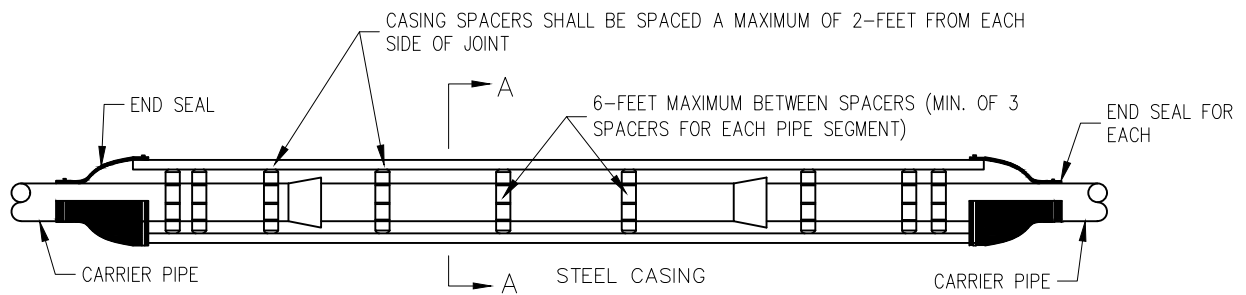 CASING SPACERS SHALL BE SPACED A MAXIMUM OF 2-FEET FROM EACH
SIDE OF JOINT
A
END SEAL
6-FEET MAXIMUM BETWEEN SPACERS (MIN. OF 3
SPACERS FOR EACH PIPE SEGMENT)
END SEAL FOR
EACH
CARRIER PIPE
A
STEEL CASING
CARRIER PIPE